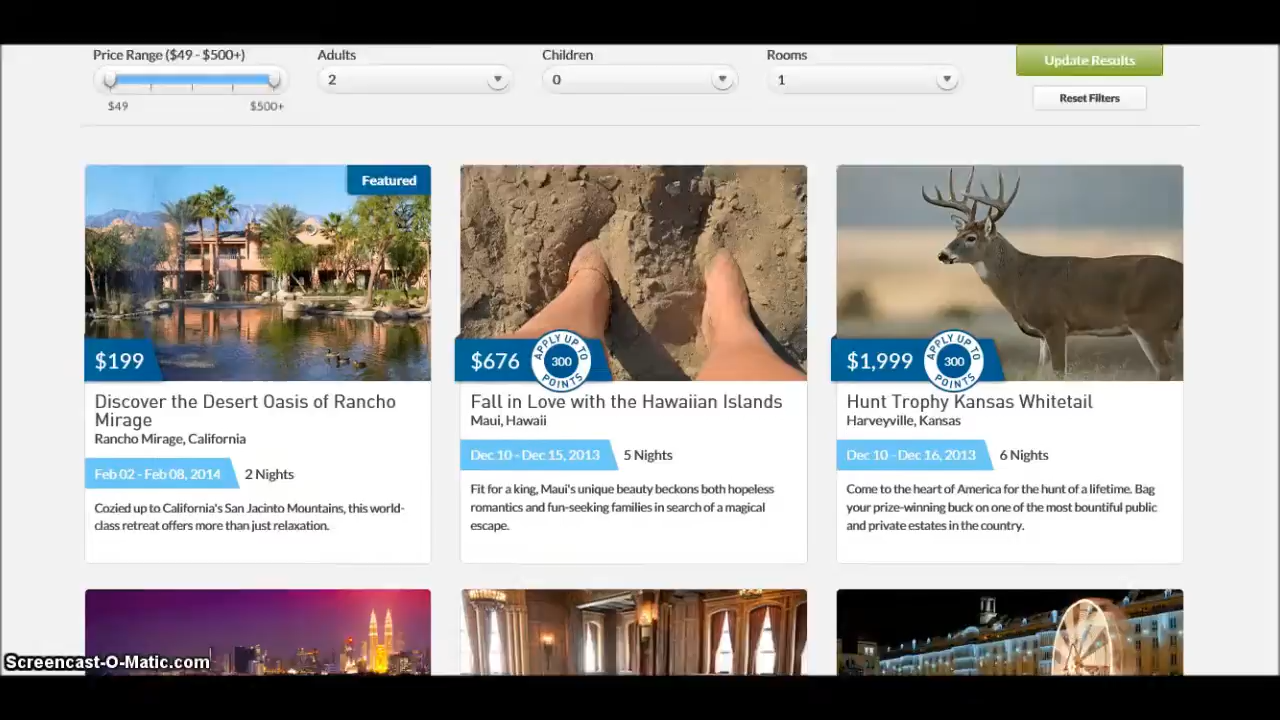 Price Range ($49 - $500+)
Adults
Children
Rooms
2
0
1
Update Results
$49
$500+
Reset Filters
Featured
$199
$676
APPLY UP TO
300
POINTS
$1,999
APPLY UP TO
300
POINTS
Discover the Desert Oasis of Rancho
Mirage
Rancho Mirage, California
Feb 02 - Feb 08, 2014
2 Nights
Cozied up to California's San Jacinto Mountains, this world-
class retreat offers more than just relaxation.
Fall in Love with the Hawaiian Islands
Maui, Hawaii
Dec 10 - Dec 15, 2013
5 Nights
Fit for a king, Maui's unique beauty beckons both hopeless
romantics and fun-seeking families in search of a magical
escape.
Hunt Trophy Kansas Whitetail
Harveyville, Kansas
Dec 10 - Dec 16, 2013
6 Nights
Come to the heart of America for the hunt of a lifetime. Bag
your prize-winning buck on one of the most bountiful public
and private estates in the country.
Screencast-O-Matic.com